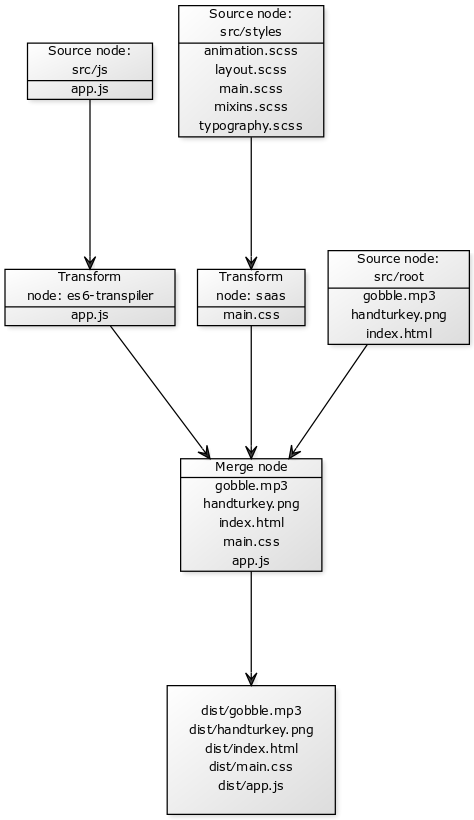 Source node:
src/js
app.js
Source node:
src/styles
animation.scss
layout.scss
main.scss
mixins.scss
typography.scss
Transform
node: es6-transpiler
app.js
Transform
node: saas
main.css
Source node:
src/root
gobble.mp3
handturkey.png
index.html
Merge node
gobble.mp3
handturkey.png
index.html
main.css
app.js
dist/gobble.mp3
dist/handturkey.png
dist/index.html
dist/main.css
dist/app.js